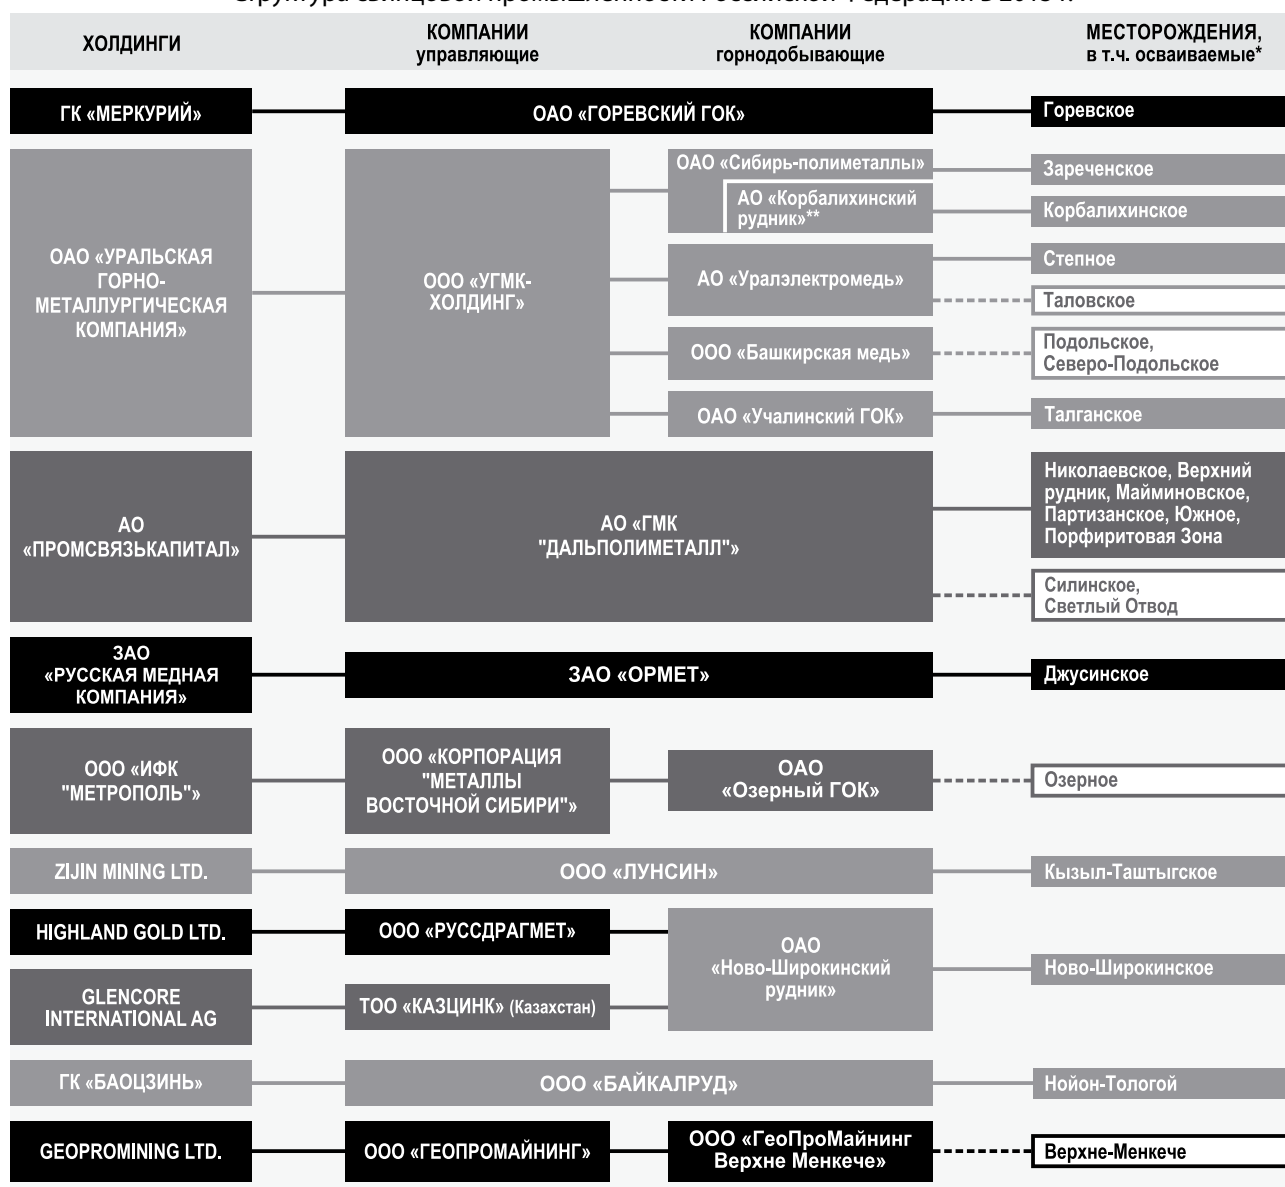 ХОЛДИНГИ
КОМПАНИИ
управляющие
КОМПАНИИ
горнодобывающие
МЕСТОРОЖДЕНИЯ,
в т.ч. осваиваемые*
ГК «МЕРКУРИЙ»
ОАО «ГОРЕВСКИЙ ГОК»
Горевское
ОАО «УРАЛЬСКАЯ
ГОРНО-
МЕТАЛЛУРГИЧЕСКАЯ
КОМПАНИЯ»
ООО «УГМК-
ХОЛДИНГ»
ОАО «Сибирь-полиметаллы»
Зареченское
АО «Корбалихинский
рудник»**
Корбалихинское
АО «Уралэлектромедь»
Степное
Таловское
ООО «Башкирская медь»
Подольское,
Северо-Подольское
ОАО «Учалинский ГОК»
Талганское
АО
«ПРОМСВЯЗЬКАПИТАЛ»
АО «ГМК
"ДАЛЬПОЛИМЕТАЛЛ"»
Николаевское, Верхний
рудник, Майминовское,
Партизанское, Южное,
Порфиритовая Зона
Силинское,
Светлый Отвод
ЗАО
«РУССКАЯ МЕДНАЯ
КОМПАНИЯ»
ЗАО «ОРМЕТ»
Джусинское
ООО «ИФК
"МЕТРОПОЛЬ"»
ООО «КОРПОРАЦИЯ
"МЕТАЛЛЫ
ВОСТОЧНОЙ СИБИРИ"»
ОАО
«Озерный ГОК»
Озерное
ZIJIN MINING LTD.
ООО «ЛУНСИН»
Кызыл-Таштыгское
HIGHLAND GOLD LTD.
ООО «РУССДРАГМЕТ»
ОАО
«Ново-Широкинский
рудник»
Ново-Широкинское
GLENCORE
INTERNATIONAL AG
ТОО «КАЗЦИНК» (Казахстан)
ГК «БАОЦЗИНЬ»
ООО «БАЙКАЛРУД»
Нойон-Тологой
GEOPROMINING LTD.
ООО «ГЕОПРОМАЙНИНГ»
ООО «ГеоПроМайнинг
Верхне Менкече»
Верхне-Менкече